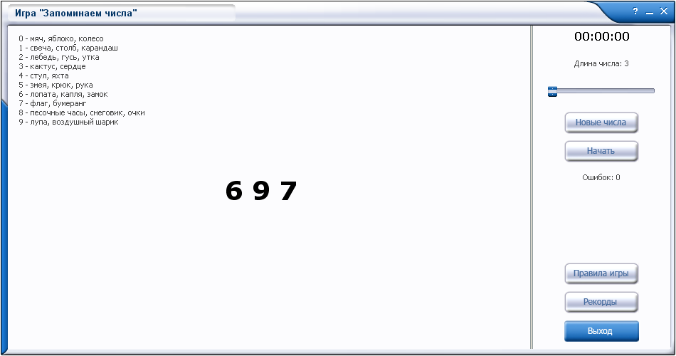 Игра "Запоминаем числа"
0 - мяч, яблоко, колесо
1 - свеча, столб, карандаш
2 - лебедь, гусь, утка
3 - кактус, сердце
4 - стул, яхта
5 - змея, крюк, рука
6 - лопата, капля, замок
7 - флаг, бумеранг
8 - песочные часы, снеговик, очки
9 - лупа, воздушный шарик
6 9 7
00:00:00
Длина числа: 3
Новые числа
Начать
Ошибок: 0
Правила игры
Рекорды
Выход